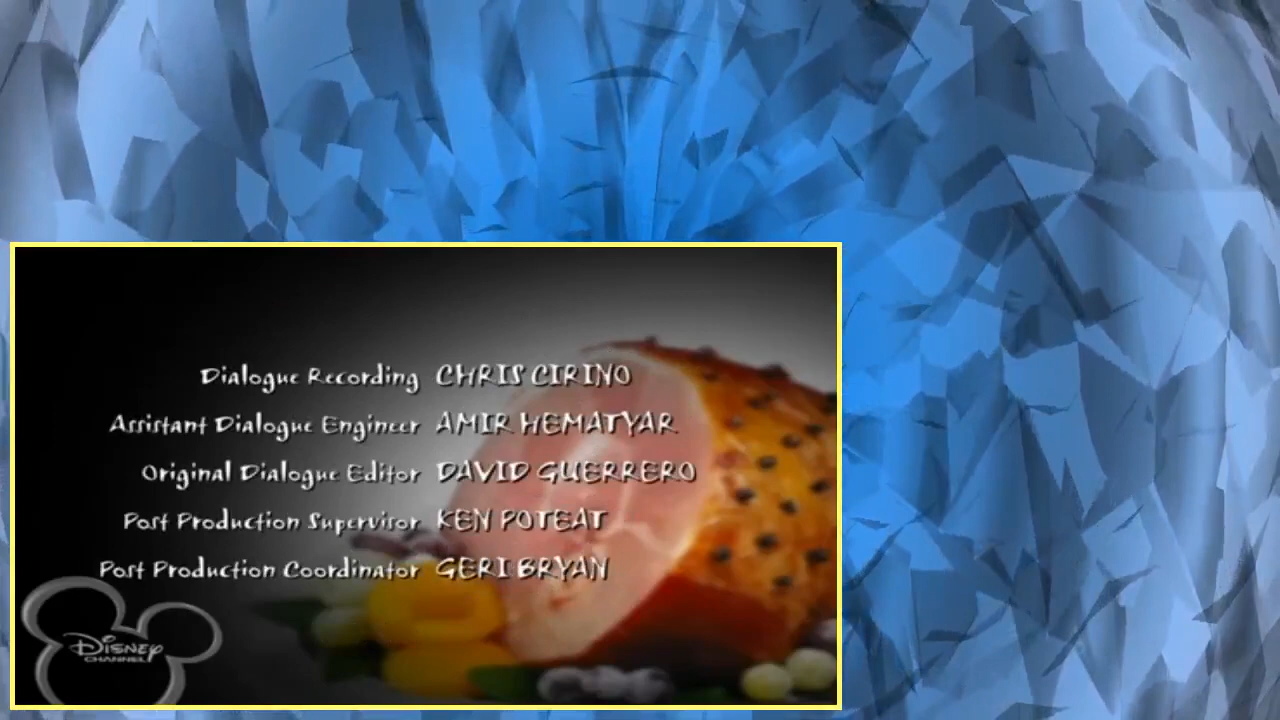 Dialogue Recording CHRIS CIRINO
Assistant Dialogue Engineer AMIR HEMATYAR
Original Dialogue Editor DAVID GUERRERO
Post Production Supervisor KEN POTEAT
Post Production Coordinator GERI BRYAN
DISNEY
CHANNEL